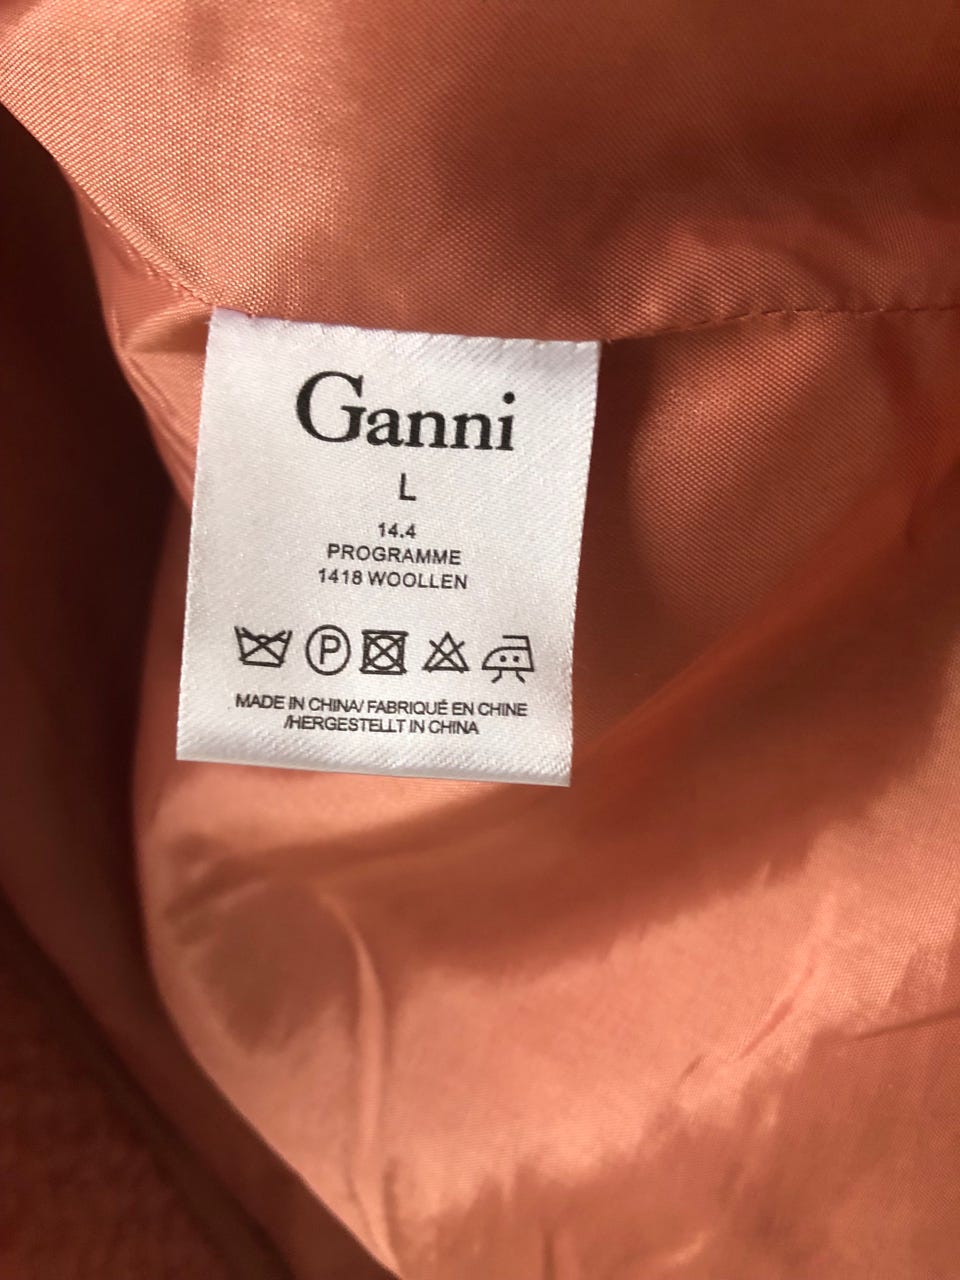 Ganni
L
14.4
PROGRAMME
1418 WOOLLEN
P
MADE IN CHINA/ FABRIQUÉ EN CHINE
/HERGESTELLT IN CHINA